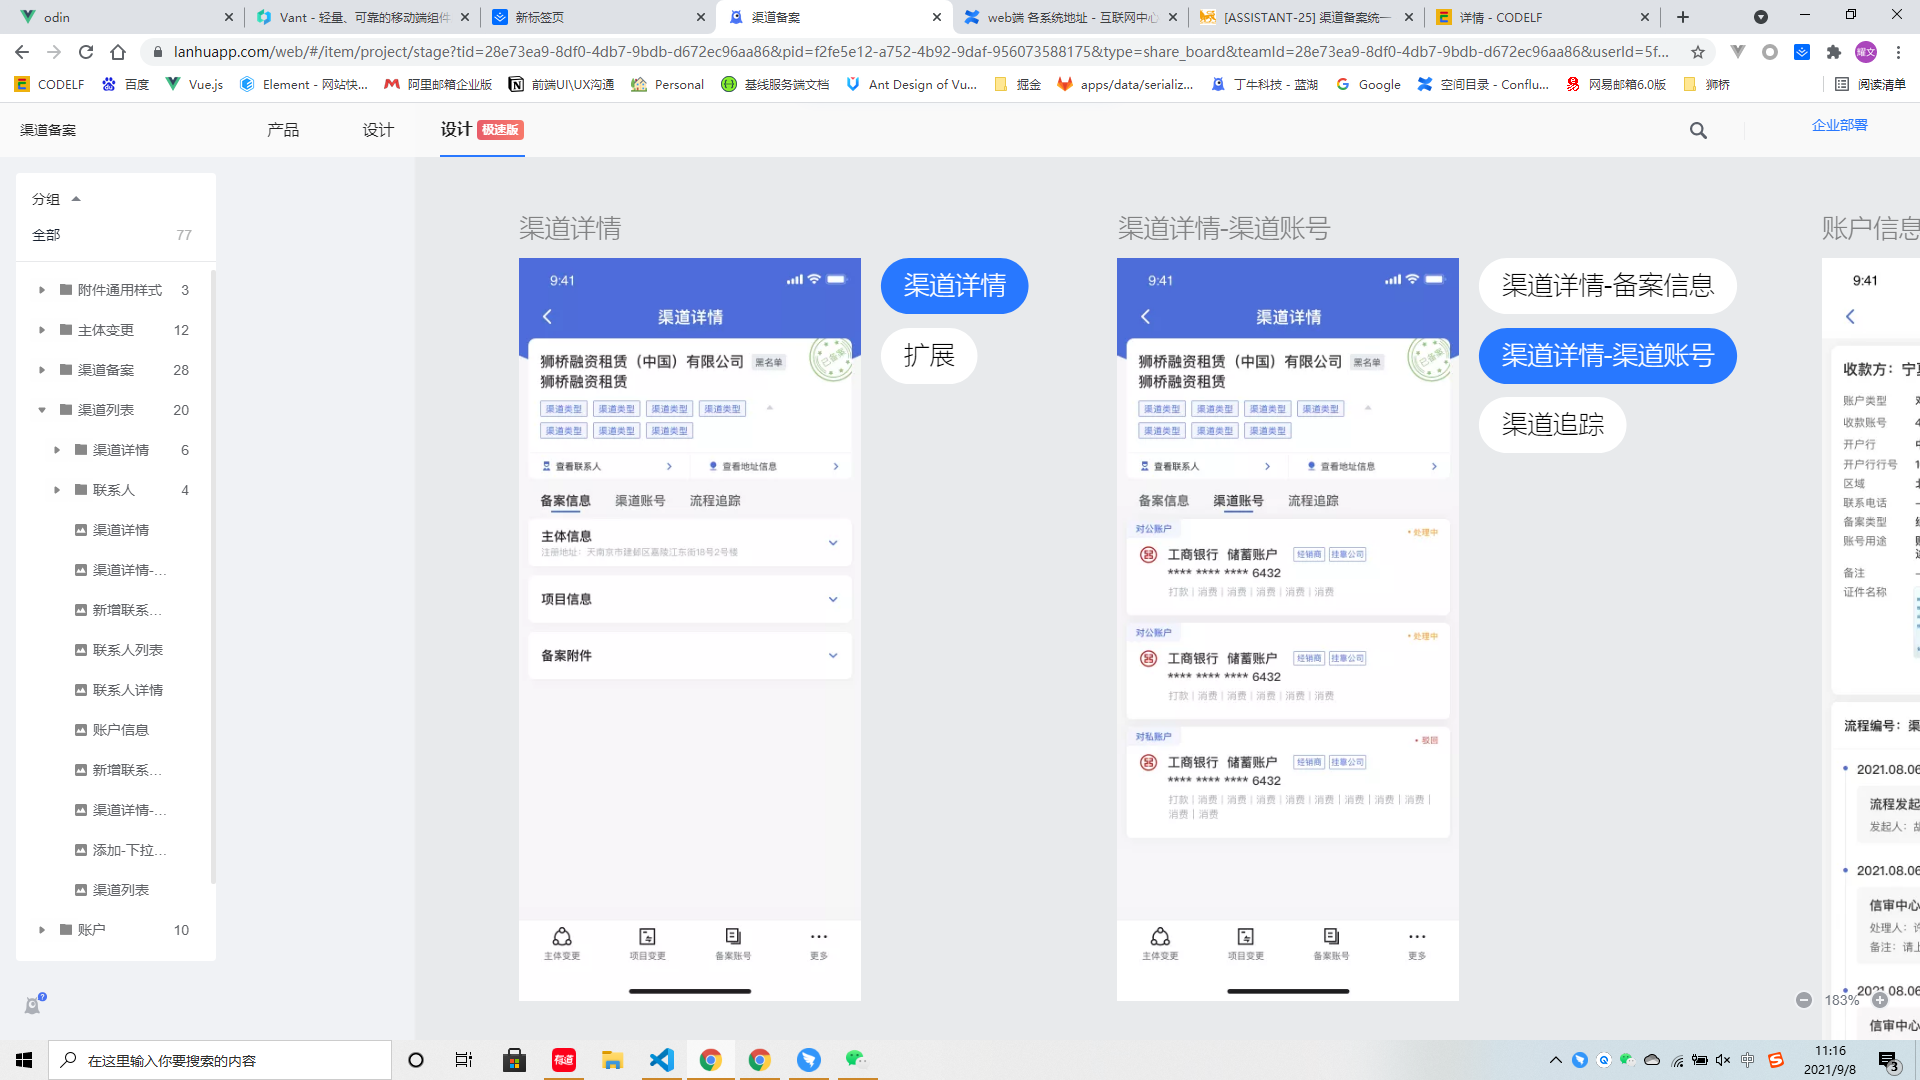 odin
Vant - 轻量、可靠的移动端组件
新标签页
渠道备案
web端 各系统地址 - 互联网中心
[ASSISTANT-25] 渠道备案统一
详情 - CODELF
lanhuapp.com/web/#/item/project/stage?tid=28e73ea9-8df0-4db7-9bdb-d672ec96aa86&pid=f2fe5e12-a752-4b92-9daf-956073588175&type=share_board&teamId=28e73ea9-8df0-4db7-9bdb-d672ec96aa86&userId=5f...
耀文
CODELF
百度
Vue.js
Element - 网站快...
阿里邮箱企业版
前端UI\UX沟通
Personal
基线服务端文档
Ant Design of Vu...
掘金
apps/data/serializ...
丁牛科技 - 蓝湖
Google
空间目录 - Conflu...
网易邮箱6.0版
狮桥
阅读清单
渠道备案
产品
设计
设计 极速版
企业部署
分组
全部 77
附件通用样式 3
主体变更 12
渠道备案 28
渠道列表 20
渠道详情 6
联系人 4
渠道详情
渠道详情-...
新增联系...
联系人列表
联系人详情
账户信息
新增联系...
渠道详情-...
添加-下拉...
渠道列表
账户 10
渠道详情
9:41
渠道详情
狮桥融资租赁（中国）有限公司 黑名单
狮桥融资租赁
已备案
渠道类型 渠道类型 渠道类型 渠道类型
渠道类型 渠道类型 渠道类型
查看联系人
查看地址信息
备案信息 渠道账号 流程追踪
主体信息
注册地址：天南京市建邺区嘉陵江东街18号2号楼
项目信息
备案附件
主体变更 项目变更 备案账号 更多
渠道详情
扩展
渠道详情-渠道账号
9:41
渠道详情
狮桥融资租赁（中国）有限公司 黑名单
狮桥融资租赁
已备案
渠道类型 渠道类型 渠道类型 渠道类型
渠道类型 渠道类型 渠道类型
查看联系人
查看地址信息
备案信息 渠道账号 流程追踪
对公账户
处理中
工商银行 储蓄账户 经销商 挂靠公司
**** **** **** 6432
打款 | 消费 | 消费 | 消费 | 消费 | 消费
对公账户
处理中
工商银行 储蓄账户 经销商 挂靠公司
**** **** **** 6432
打款 | 消费 | 消费 | 消费 | 消费 | 消费
对私账户
驳回
工商银行 储蓄账户 经销商 挂靠公司
**** **** **** 6432
打款 | 消费 | 消费 | 消费 | 消费 | 消费 | 消费 | 消费 | 消费 |
消费 | 消费
主体变更 项目变更 备案账号 更多
渠道详情-备案信息
渠道详情-渠道账号
渠道追踪
账户信息
9:41
收款方：宁
账户类型
收款账号 4
开户行
开户行行号 1
区域
联系电话
备案类型
账号用途
备注
证件名称
流程编号：渠
2021.08.06
流程发起
发起人：
2021.08.06
信审中心
处理人：
备注：请上
2021.08.06
信审中心
183%
在这里输入你要搜索的内容
有道
中
11:16
2021/9/8
3